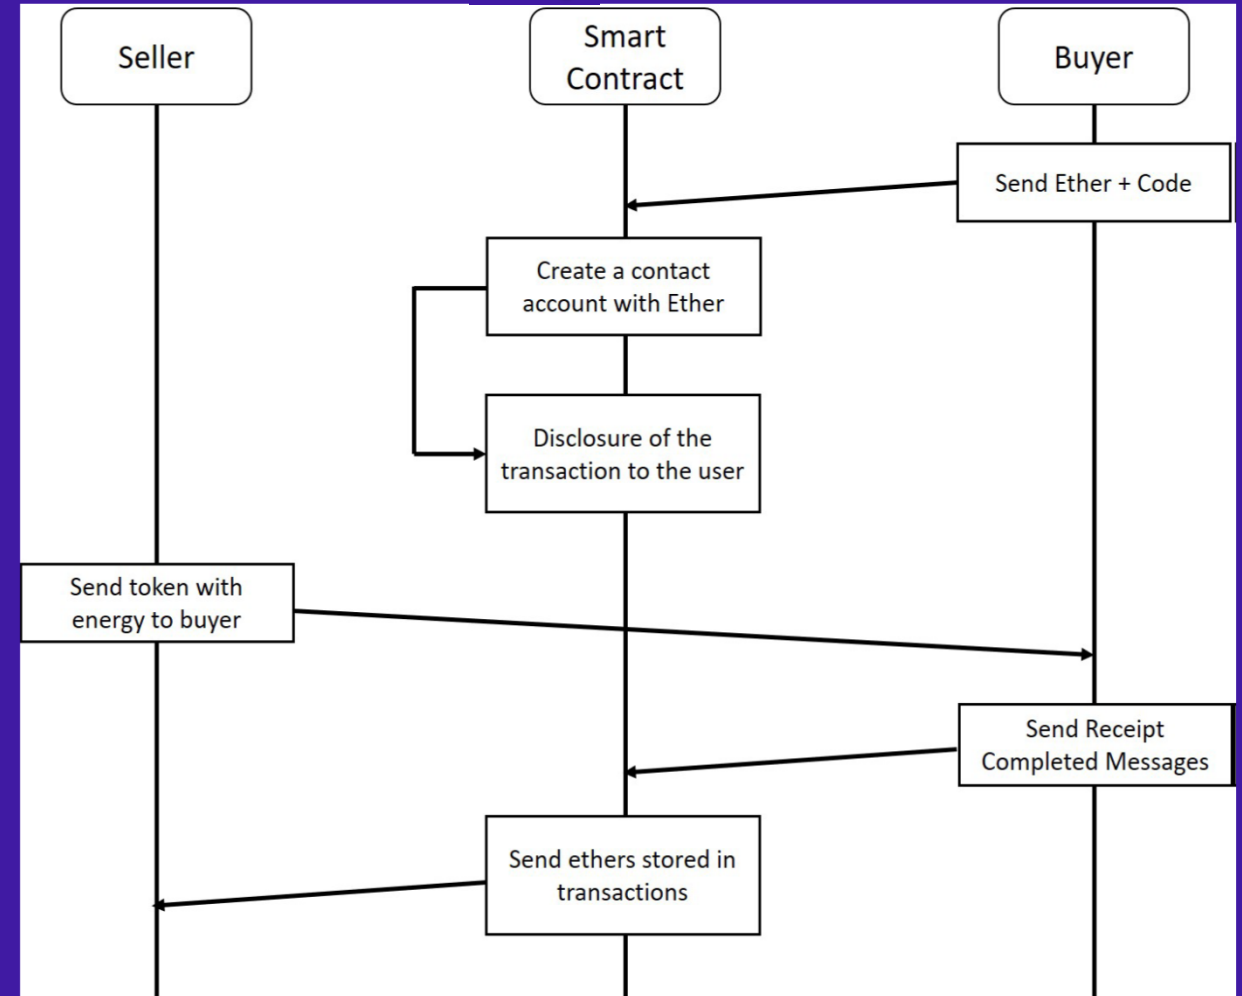 Seller
Smart
Contract
Buyer
Send Ether + Code
Create a contact
account with Ether
Disclosure of the
transaction to the user
Send token with
energy to buyer
Send Receipt
Completed Messages
Send ethers stored in
transactions